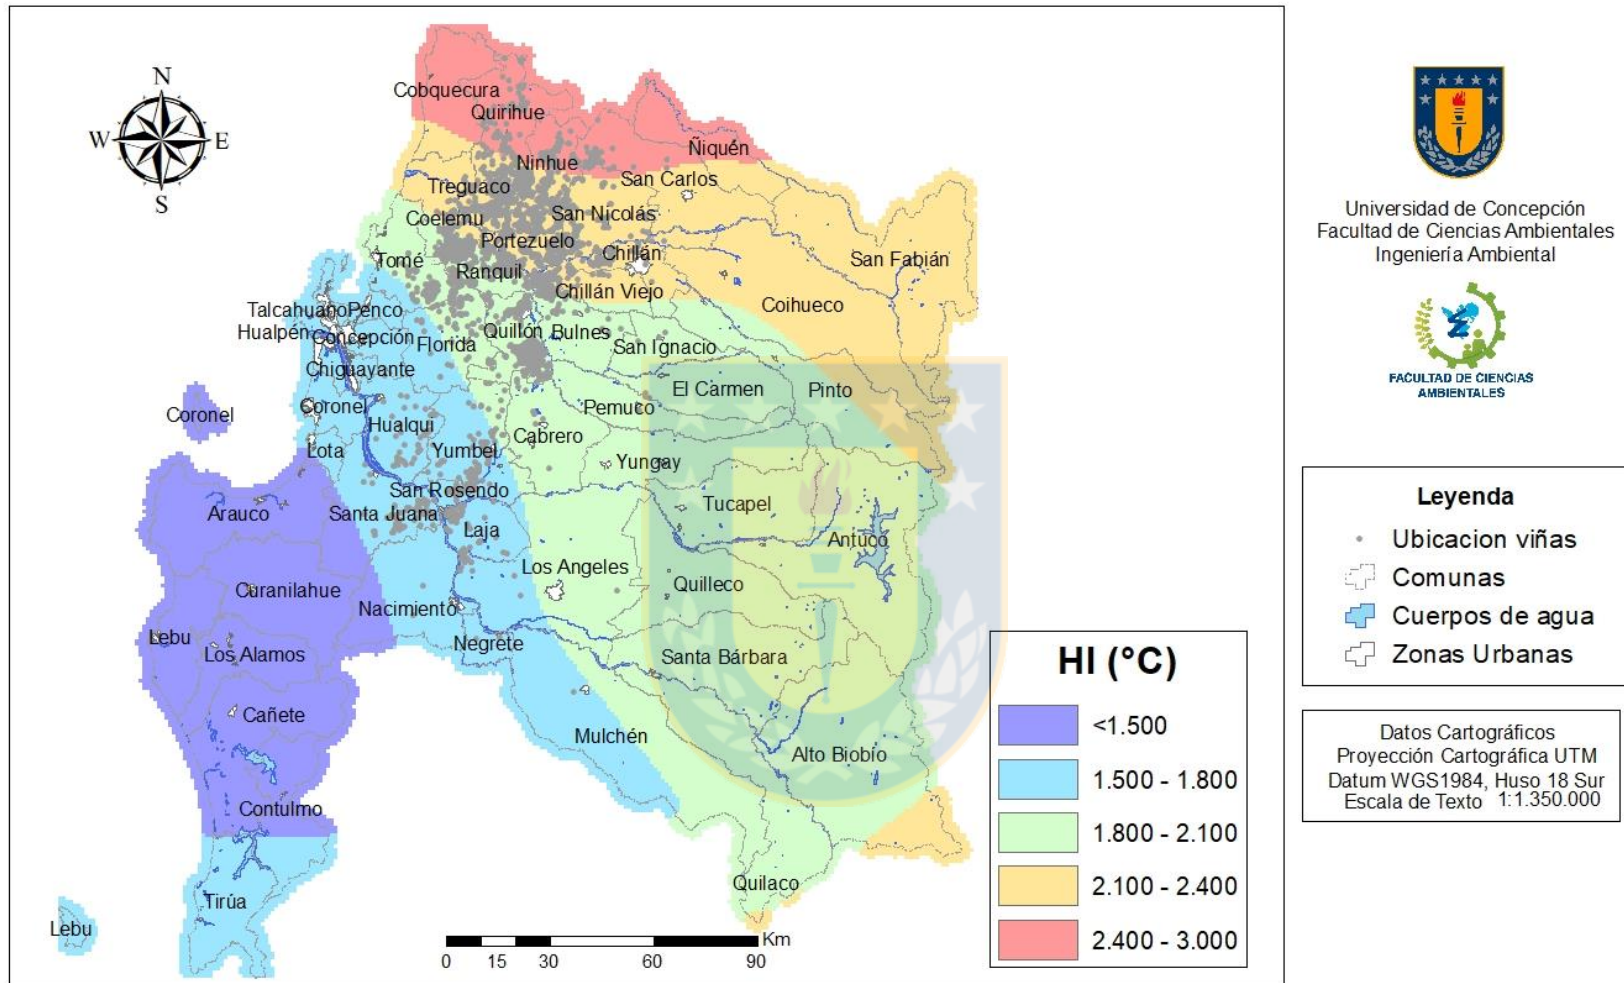 N
W
E
S
Cobquecura
Quirihue
Ninhue
Ñiquén
San Carlos
Treguaco
Coelemu
San Nicolás
Portezuelo
Chillán
San Fabián
Tomé
Ranquil
Chillán Viejo
Coihueco
Talcahuano
Penco
Hualpén
Concepción
Florida
Quillón
Bulnes
San Ignacio
Chiguayante
El Carmen
Pinto
Coronel
Coronel
Hualqui
Pemuco
Cabrero
Lota
Yumbel
Yungay
San Rosendo
Santa Juana
Arauco
Laja
Tucapel
Antuco
Los Angeles
Quilleco
Curanilahue
Nacimiento
Lebu
Los Alamos
Negrete
Santa Bárbara
Cañete
Mulchén
Alto Biobío
Contulmo
Quilaco
Tirúa
Lebu
Km
0 15 30 60 90
HI (°C)
<1.500
1.500 - 1.800
1.800 - 2.100
2.100 - 2.400
2.400 - 3.000
Universidad de Concepción
Facultad de Ciencias Ambientales
Ingeniería Ambiental
FACULTAD DE CIENCIAS
AMBIENTALES
Leyenda
Ubicacion viñas
Comunas
Cuerpos de agua
Zonas Urbanas
Datos Cartográficos
Proyección Cartográfica UTM
Datum WGS1984, Huso 18 Sur
Escala de Texto 1:1.350.000